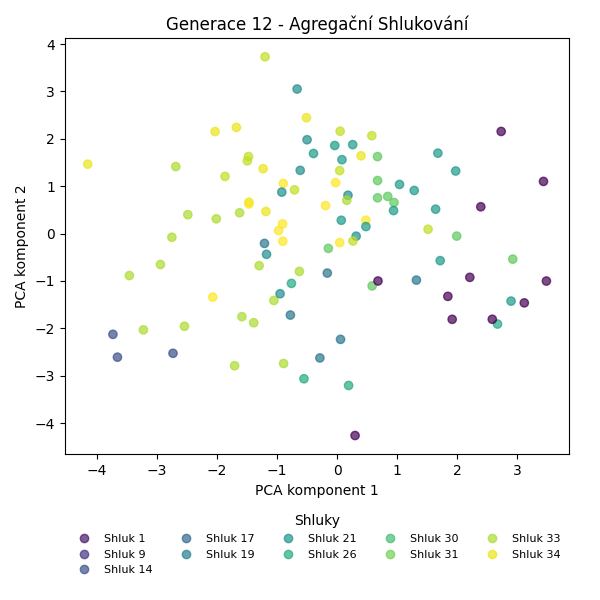 Generace 12 - Agregační Shlukování
4
3
2
1
0
−1
−2
−3
−4
PCA komponent 2
−4 −3 −2 −1 0 1 2 3
PCA komponent 1
Shluky
Shluk 1 Shluk 17 Shluk 21 Shluk 30 Shluk 33
Shluk 9 Shluk 19 Shluk 26 Shluk 31 Shluk 34
Shluk 14